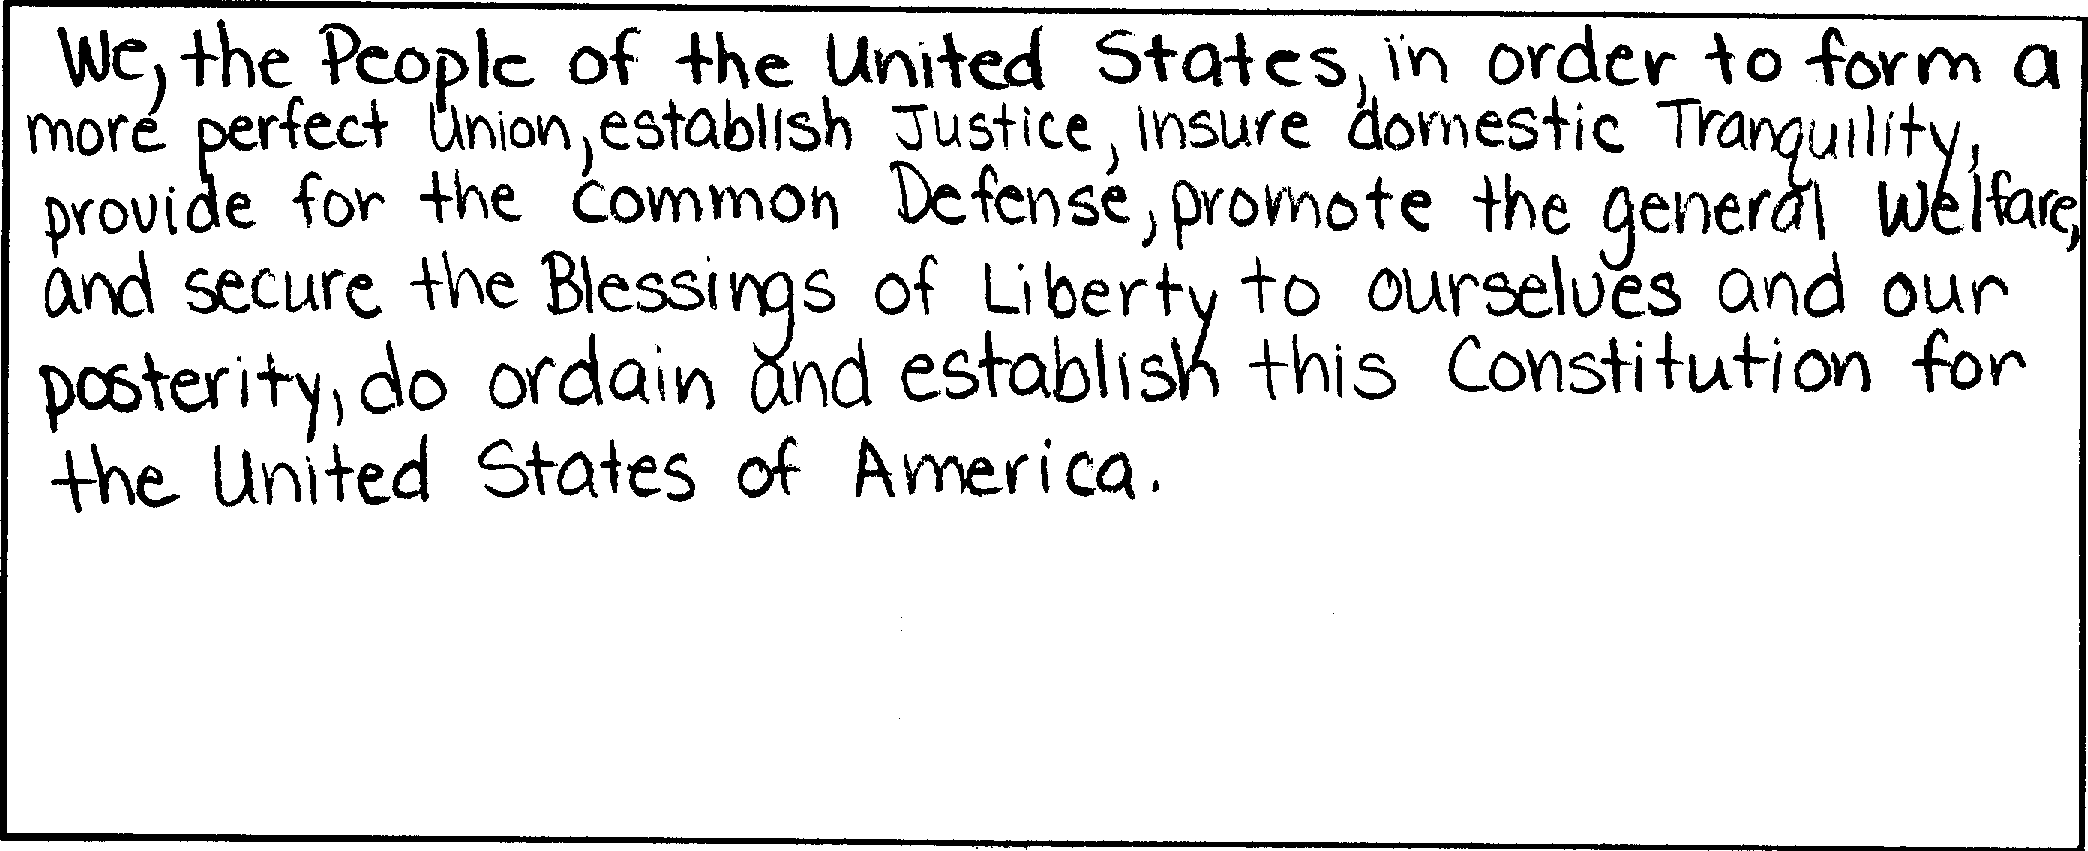 We, the People of the United States, in order to form a
more perfect Union, establish Justice, insure domestic Tranquility,
provide for the common Defense, promote the general Welfare,
and secure the Blessings of Liberty to ourselves and our
posterity, do ordain and establish this Constitution for
the United States of America.